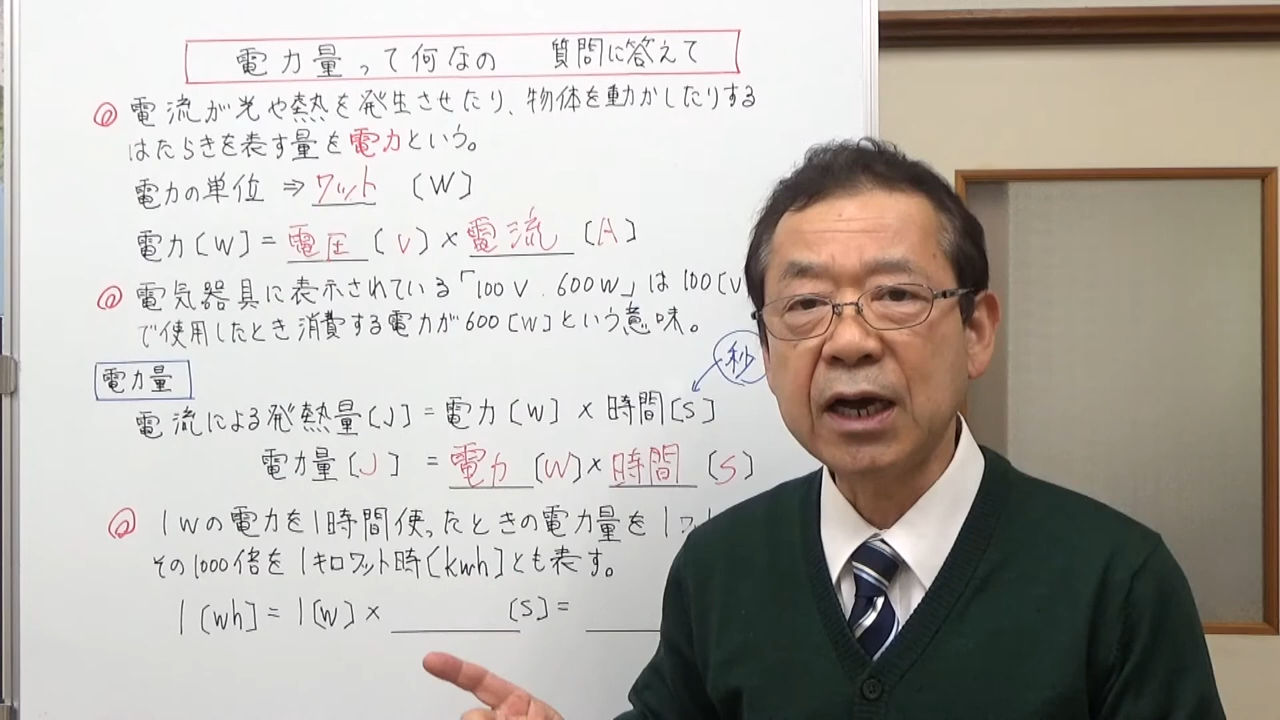 電力量って何なの 質問に答えて
◎ 電流が光や熱を発生させたり、物体を動かしたりする
はたらきを表す量を電力という。
電力の単位 ⇒ ワット 〔W〕
電力〔W〕= 電圧〔V〕× 電流〔A〕
◎ 電気器具に表示されている「100V.600W」は100〔V
で使用したとき消費する電力が600〔W〕という意味。
秒
電力量
電流による発熱量〔J〕= 電力〔W〕× 時間〔S〕
電力量〔J〕= 電力〔W〕× 時間〔S〕
◎ 1Wの電力を1時間使ったときの電力量を1ワッ
その1000倍を1キロワット時〔kwh〕とも表す。
1〔wh〕= 1〔W〕× 〔S〕=